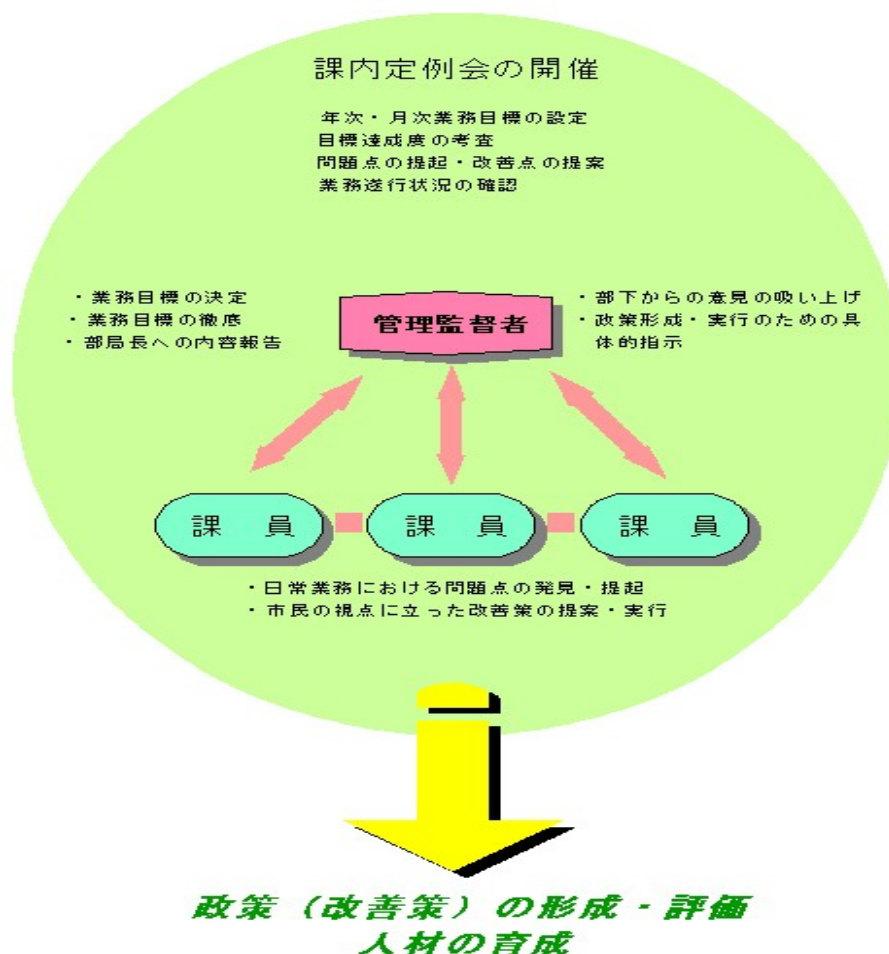 課内定例会の開催
年次・月次業務目標の設定
目標達成度の考査
問題点の提起・改善点の提案
業務遂行状況の確認
・業務目標の決定
・業務目標の徹底
・部局長への内容報告
管理監督者
・部下からの意見の吸い上げ
・政策形成・実行のための具
体的指示
課　員
課　員
課　員
・日常業務における問題点の発見・提起
・市民の視点に立った改善策の提案・実行
政策（改善策）の形成・評価
人材の育成